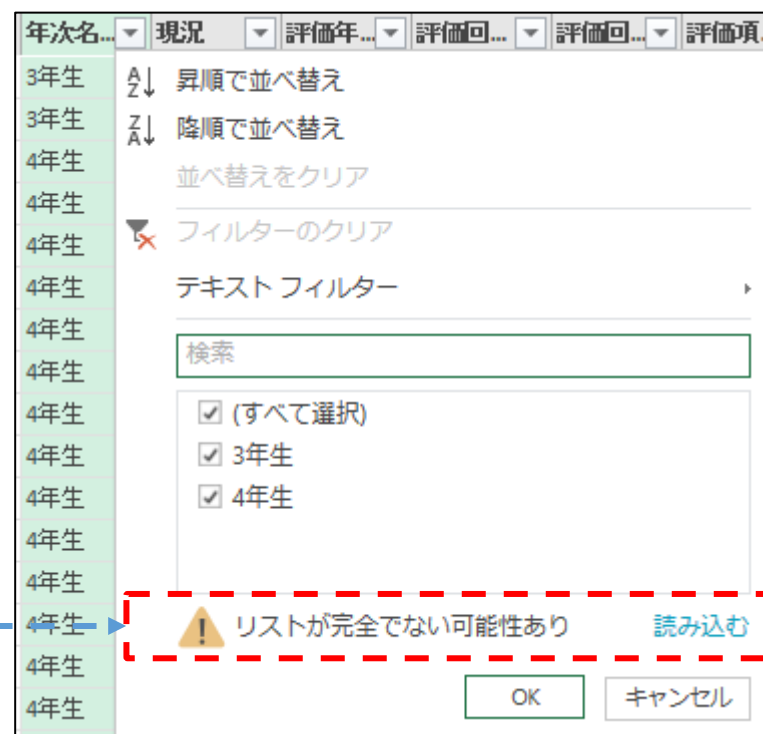 年次名... 現況 評価年... 評価回... 評価回... 評価項
3年生
昇順で並べ替え
3年生
降順で並べ替え
4年生
並べ替えをクリア
4年生
4年生
フィルターのクリア
4年生
テキスト フィルター
4年生
4年生
検索
4年生
(すべて選択)
4年生
3年生
4年生
4年生
4年生
4年生
4年生
リストが完全でない可能性あり 読み込む
4年生
4年生
OK キャンセル